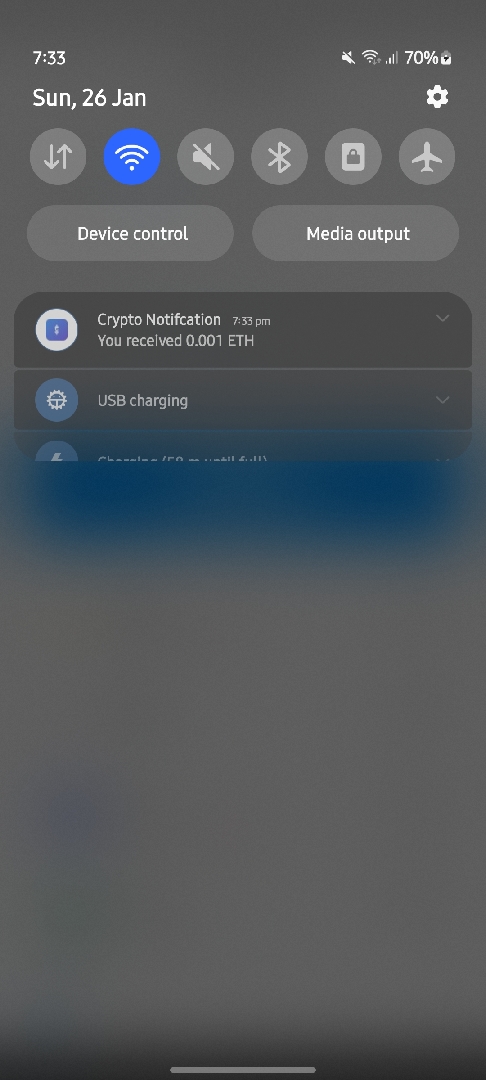 7:33
70%
Sun, 26 Jan
Device control
Media output
Crypto Notifcation 7:33 pm
You received 0.001 ETH
USB charging
Charging (58 m until full)